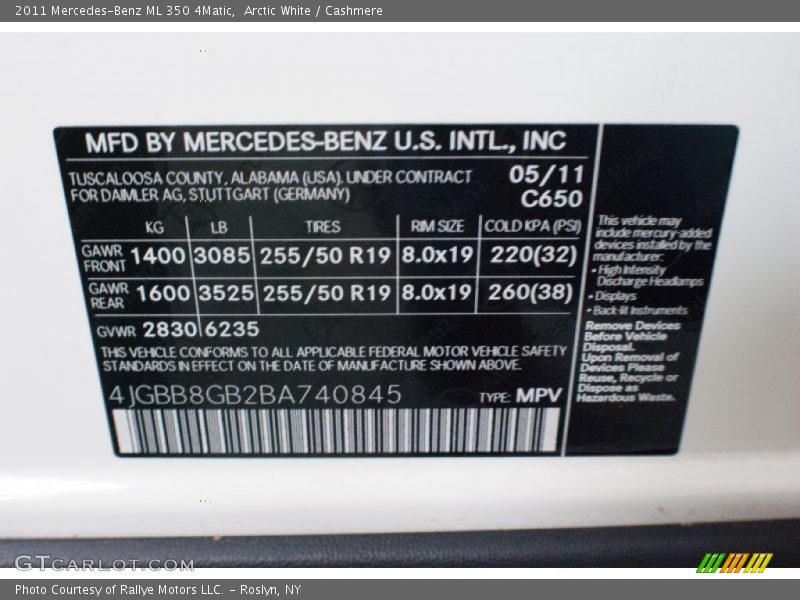 2011 Mercedes-Benz ML 350 4Matic,  Arctic White / Cashmere
MFD BY MERCEDES-BENZ U.S. INTL., INC
TUSCALOOSA COUNTY, ALABAMA (USA). UNDER CONTRACT
FOR DAIMLER AG, STUTTGART (GERMANY)
05/11
C650
KG LB TIRES RIM SIZE COLD KPA (PSI)
GAWR FRONT 1400 3085 255/50 R19 8.0x19 220(32)
GAWR REAR 1600 3525 255/50 R19 8.0x19 260(38)
GVWR 2830 6235
THIS VEHICLE CONFORMS TO ALL APPLICABLE FEDERAL MOTOR VEHICLE SAFETY
STANDARDS IN EFFECT ON THE DATE OF MANUFACTURE SHOWN ABOVE.
4JGBB8GB2BA740845 TYPE: MPV
This vehicle may
include mercury-added
devices installed by the
manufacturer:
• High Intensity
Discharge Headlamps
• Displays
• Back-lit Instruments
Remove Devices
Before Vehicle
Disposal.
Upon Removal of
Devices Please
Reuse, Recycle or
Dispose as
Hazardous Waste.
GTCARLOT.COM
Photo Courtesy of Rallye Motors LLC. - Roslyn, NY